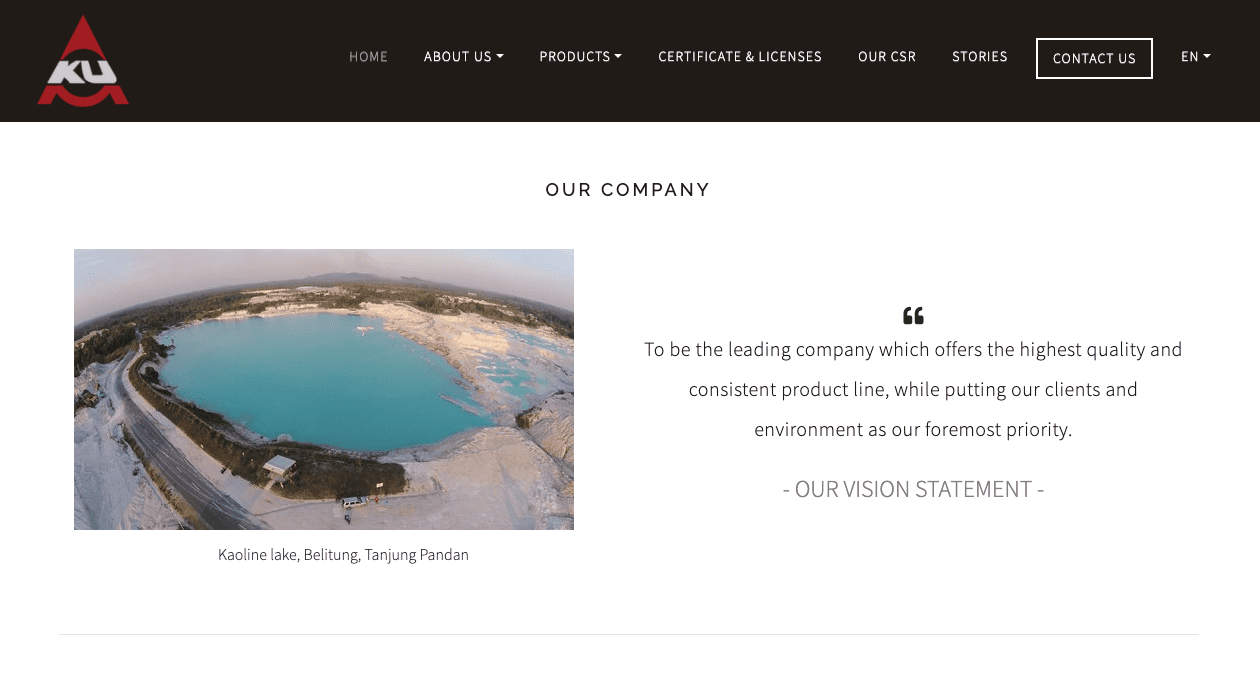 KU
HOME
ABOUT US
PRODUCTS
CERTIFICATE & LICENSES
OUR CSR
STORIES
CONTACT US
EN
OUR COMPANY
❝
To be the leading company which offers the highest quality and
consistent product line, while putting our clients and
environment as our foremost priority.
- OUR VISION STATEMENT -
Kaoline lake, Belitung, Tanjung Pandan